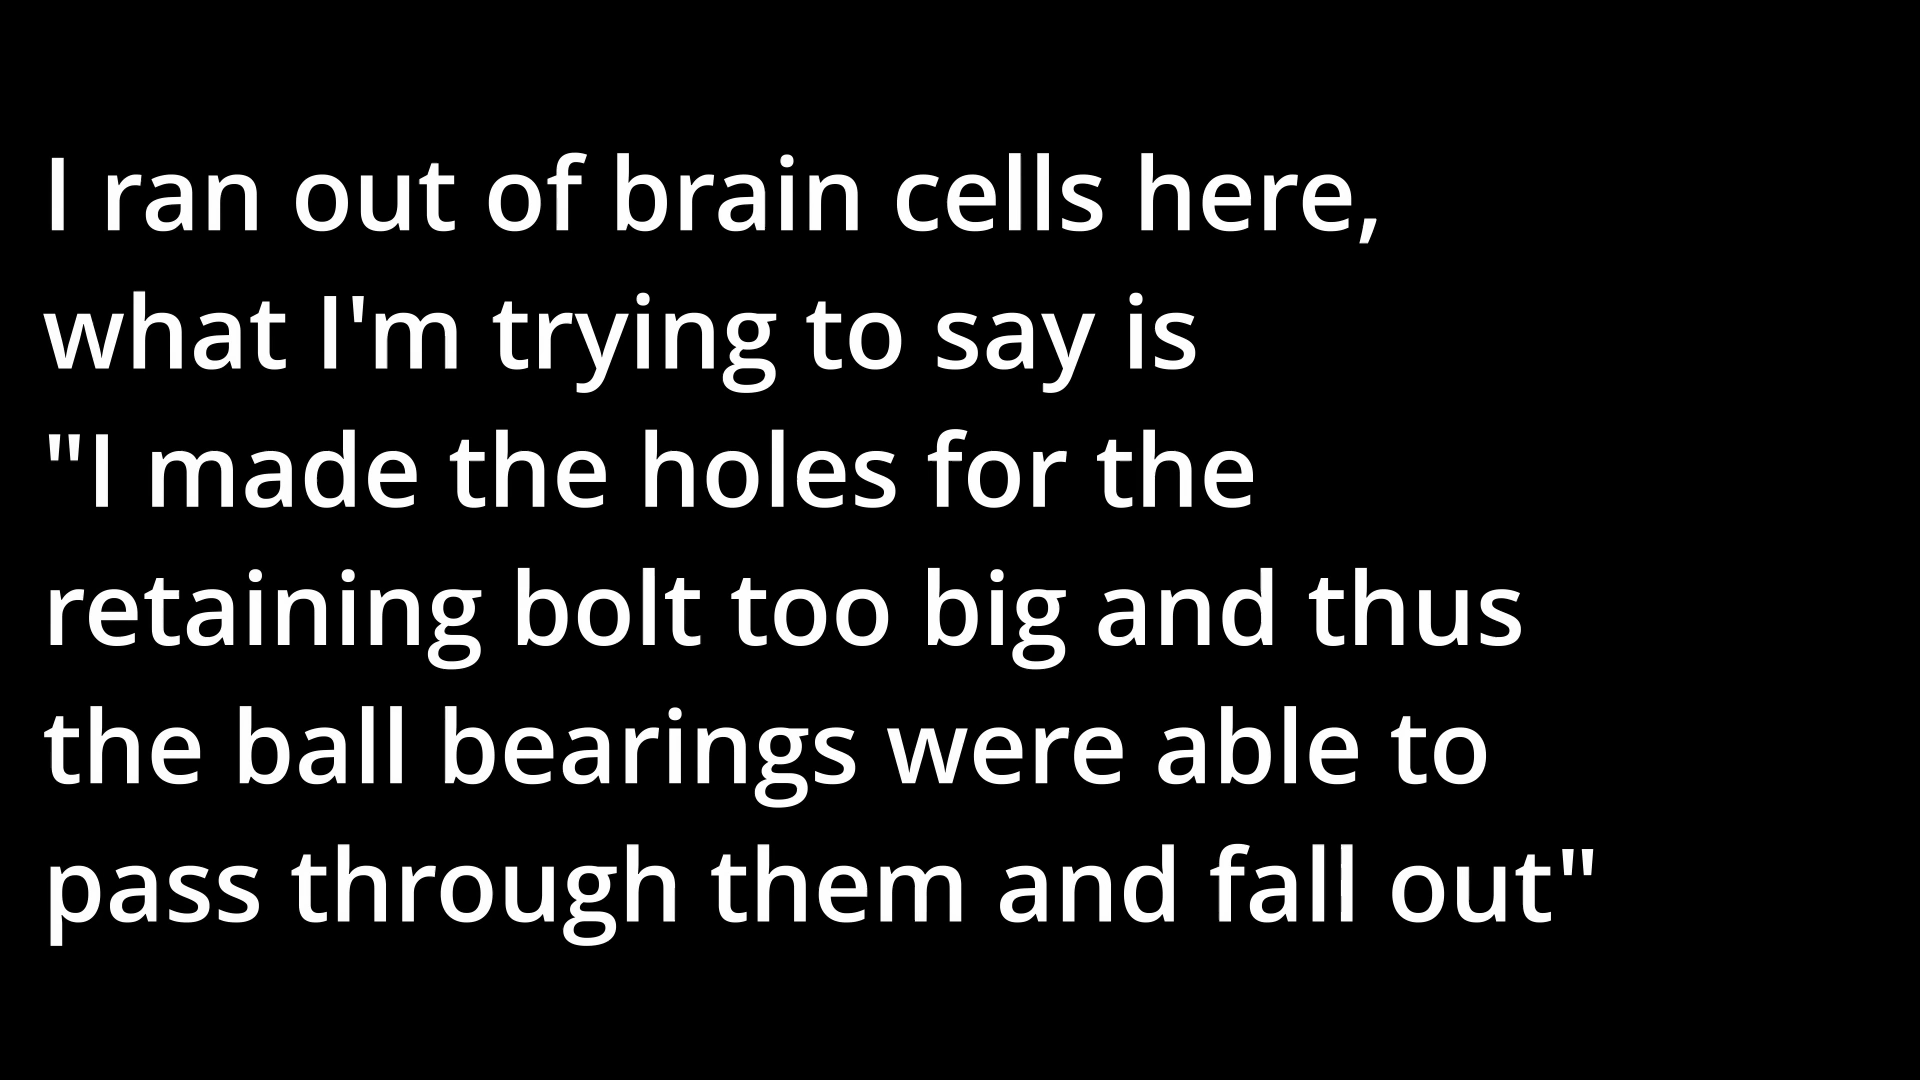 I ran out of brain cells here,
what I'm trying to say is
"I made the holes for the
retaining bolt too big and thus
the ball bearings were able to
pass through them and fall out"